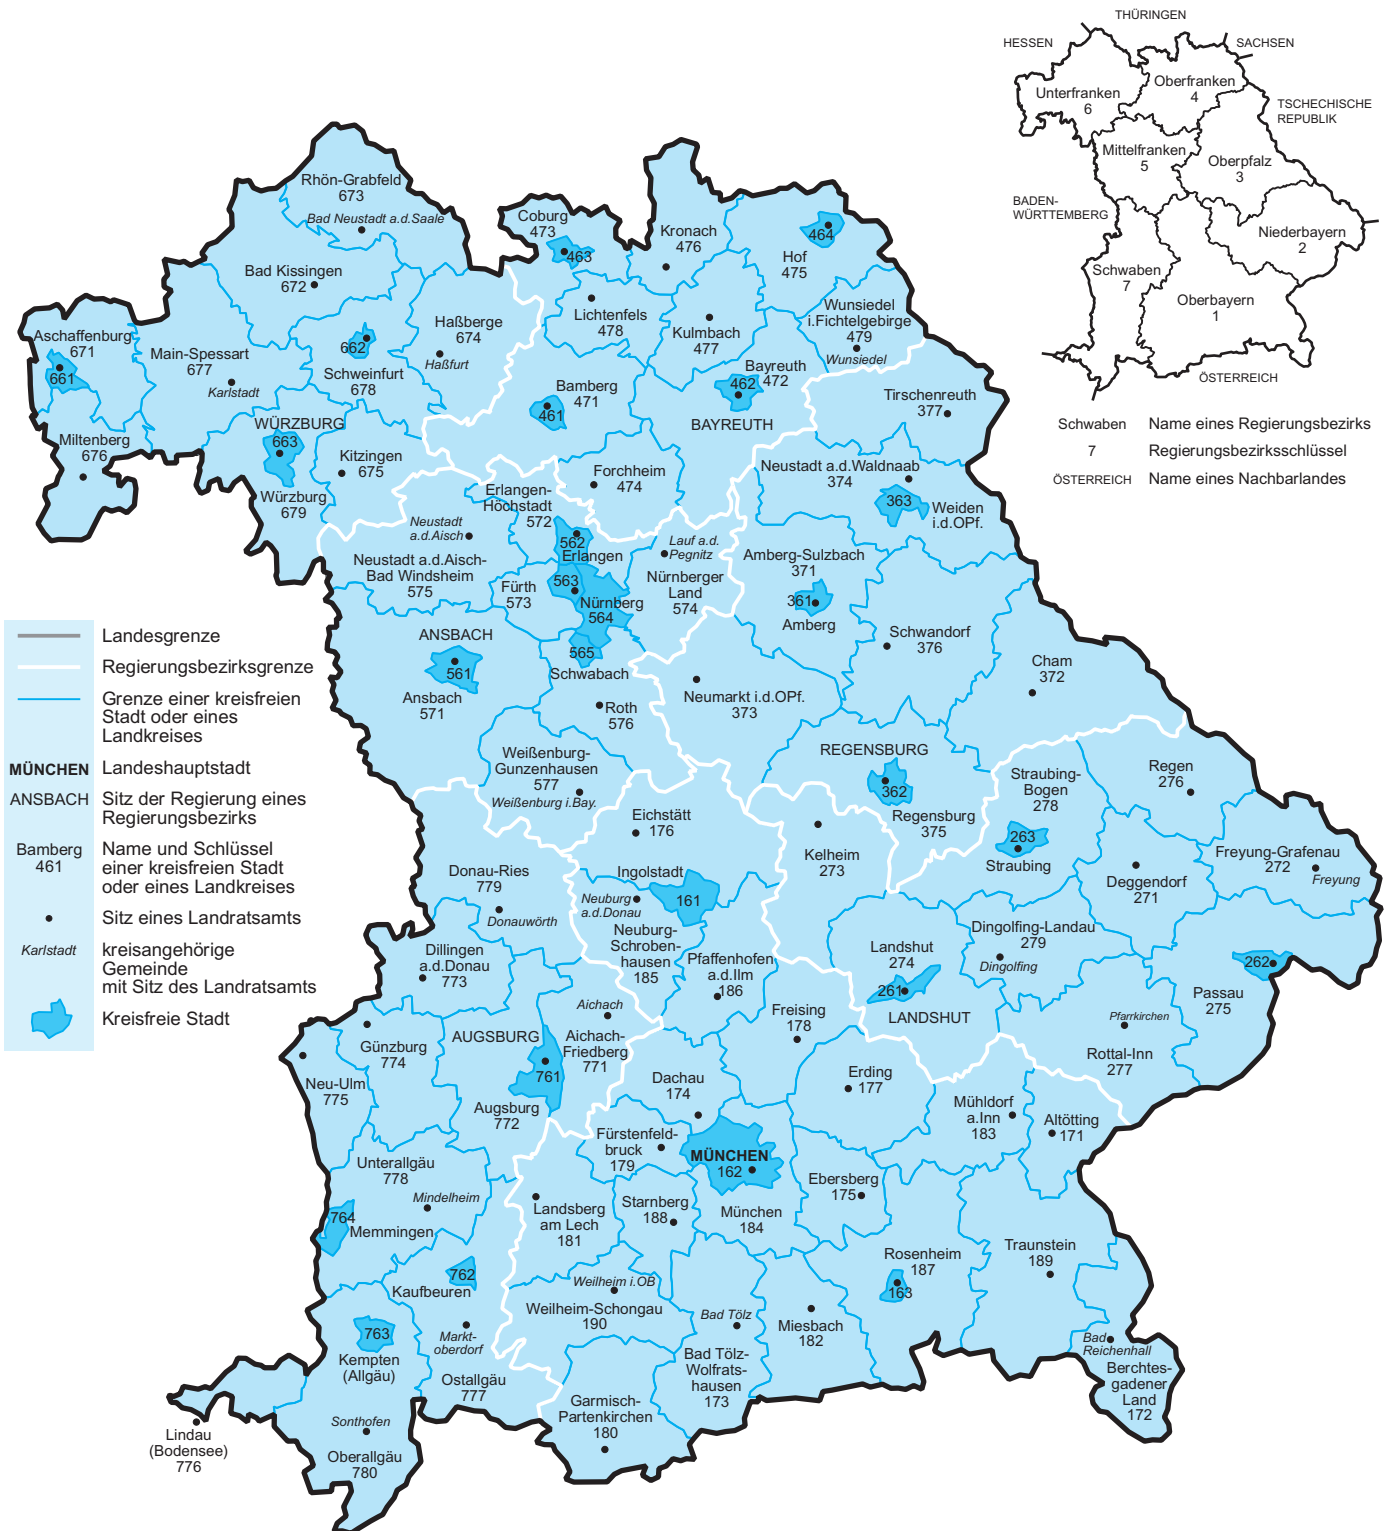 THÜRINGEN
HESSEN
SACHSEN
Oberfranken
4
Unterfranken
6
TSCHECHISCHE
REPUBLIK
Mittelfranken
5
Oberpfalz
3
BADEN-
WÜRTTEMBERG
Niederbayern
2
Schwaben
7
Oberbayern
1
ÖSTERREICH
Schwaben Name eines Regierungsbezirks
7 Regierungsbezirksschlüssel
ÖSTERREICH Name eines Nachbarlandes
Rhön-Grabfeld
673
Bad Neustadt a.d.Saale
Coburg
473
463
Kronach
476
464
Hof
475
Bad Kissingen
672
Lichtenfels
478
Kulmbach
477
Wunsiedel
i.Fichtelgebirge
479
Wunsiedel
Haßberge
674
Haßfurt
Aschaffenburg
671
661
Main-Spessart
677
Karlstadt
662
Schweinfurt
678
Bayreuth
472
462
BAYREUTH
Bamberg
471
461
Tirschenreuth
377
Miltenberg
676
WÜRZBURG
663
Würzburg
679
Kitzingen
675
Forchheim
474
Neustadt a.d.Waldnaab
374
363
Weiden
i.d.OPf.
Erlangen-
Höchstadt
572
Neustadt
a.d.Aisch
Neustadt a.d.Aisch-
Bad Windsheim
575
562
Erlangen
Lauf a.d.
Pegnitz
Nürnberger
Land
574
Fürth
573
563
Nürnberg
564
565
Schwabach
Amberg-Sulzbach
371
361
Amberg
Schwandorf
376
Cham
372
ANSBACH
561
Ansbach
571
Roth
576
Neumarkt i.d.OPf.
373
Weißenburg-
Gunzenhausen
577
Weißenburg i.Bay.
REGENSBURG
362
Regensburg
375
Straubing-
Bogen
278
263
Straubing
Regen
276
Freyung-Grafenau
272
Freyung
Deggendorf
271
Eichstätt
176
Kelheim
273
Ingolstadt
161
Neuburg
a.d.Donau
Neuburg-
Schroben-
hausen
185
Pfaffenhofen
a.d.Ilm
186
Donau-Ries
779
Donauwörth
Dillingen
a.d.Donau
773
Landshut
274
261
LANDSHUT
Dingolfing-Landau
279
Dingolfing
262
Passau
275
Pfarrkirchen
Rottal-Inn
277
Freising
178
Aichach
Aichach-
Friedberg
771
AUGSBURG
761
Augsburg
772
Günzburg
774
Neu-Ulm
775
Dachau
174
Erding
177
Mühldorf
a.Inn
183
Altötting
171
Fürstenfeld-
bruck
179
MÜNCHEN
162
München
184
Ebersberg
175
Unterallgäu
778
Mindelheim
764
Memmingen
Landsberg
am Lech
181
Starnberg
188
Rosenheim
187
163
Traunstein
189
762
Kaufbeuren
Weilheim i.OB
Weilheim-Schongau
190
Bad Tölz
Bad Tölz-
Wolfrats-
hausen
173
Miesbach
182
Bad
Reichenhall
Berchtes-
gadener
Land
172
763
Kempten
(Allgäu)
Markt-
oberdorf
Ostallgäu
777
Garmisch-
Partenkirchen
180
Lindau
(Bodensee)
776
Sonthofen
Oberallgäu
780
Landesgrenze
Regierungsbezirksgrenze
Grenze einer kreisfreien
Stadt oder eines
Landkreises
MÜNCHEN Landeshauptstadt
ANSBACH Sitz der Regierung eines
Regierungsbezirks
Bamberg Name und Schlüssel
461 einer kreisfreien Stadt
oder eines Landkreises
Sitz eines Landratsamts
Karlstadt kreisangehörige
Gemeinde
mit Sitz des Landratsamts
Kreisfreie Stadt